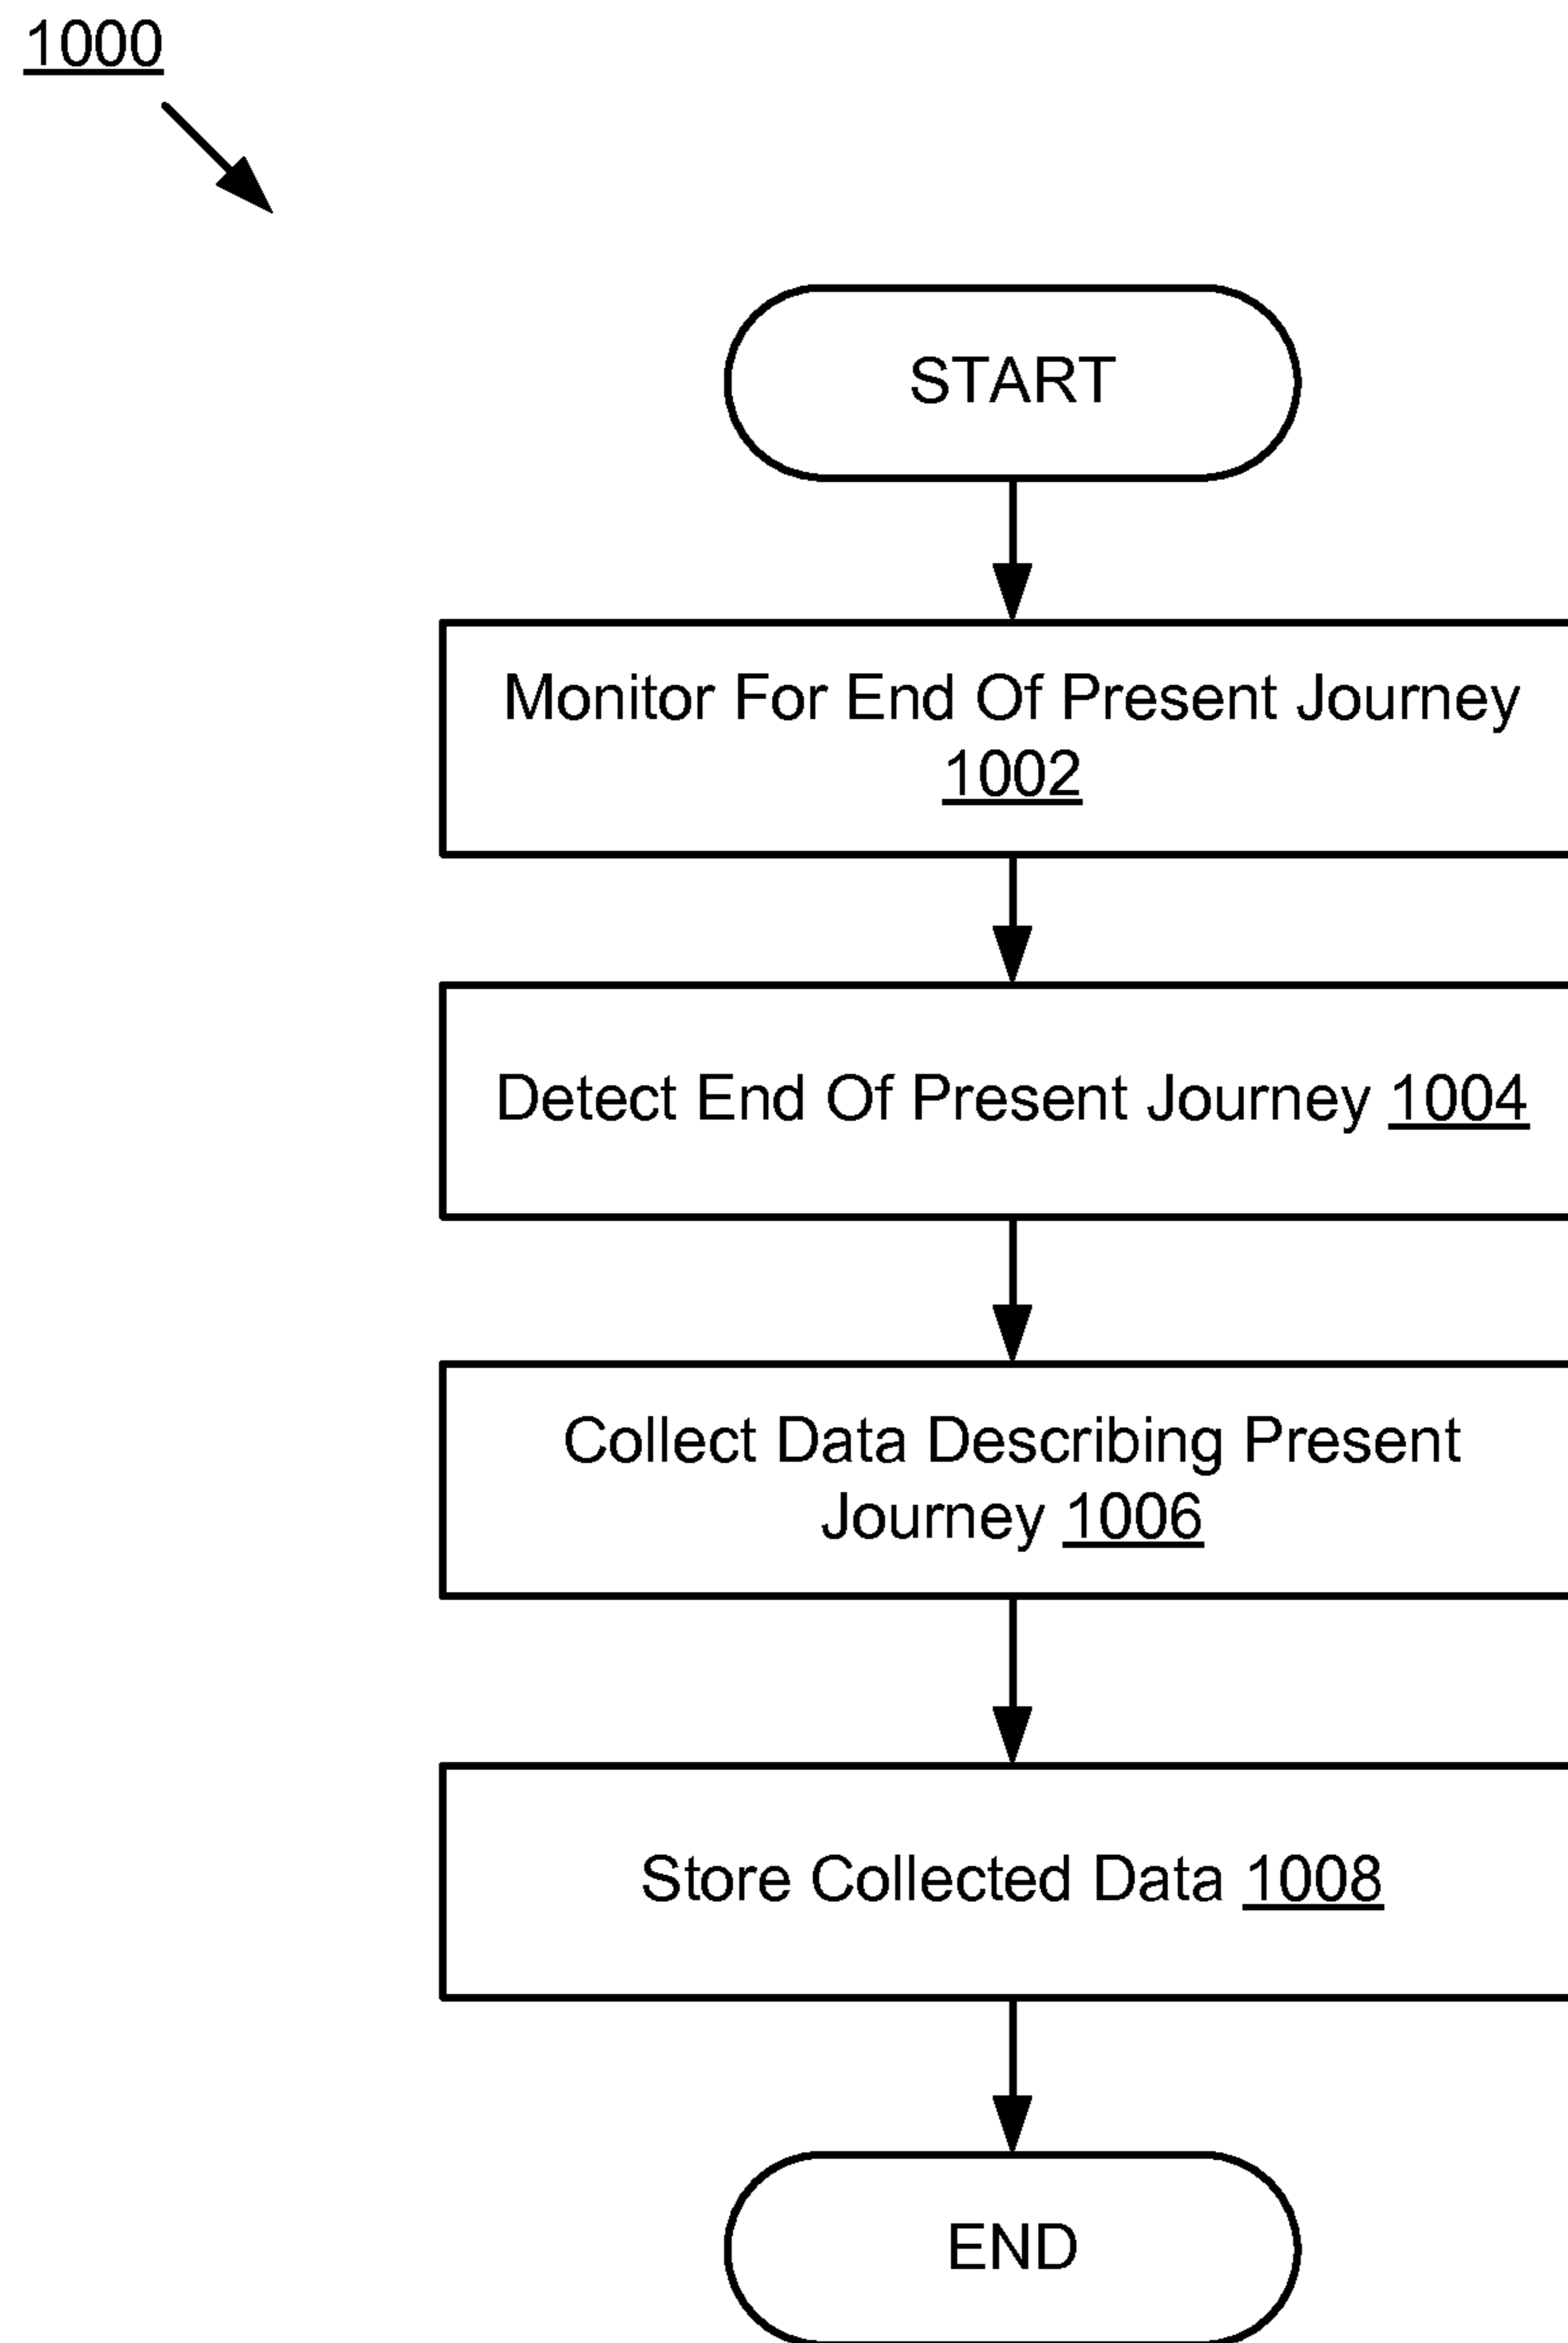 1000
START
Monitor For End Of Present Journey
1002
Detect End Of Present Journey 1004
Collect Data Describing Present
Journey 1006
Store Collected Data 1008
END